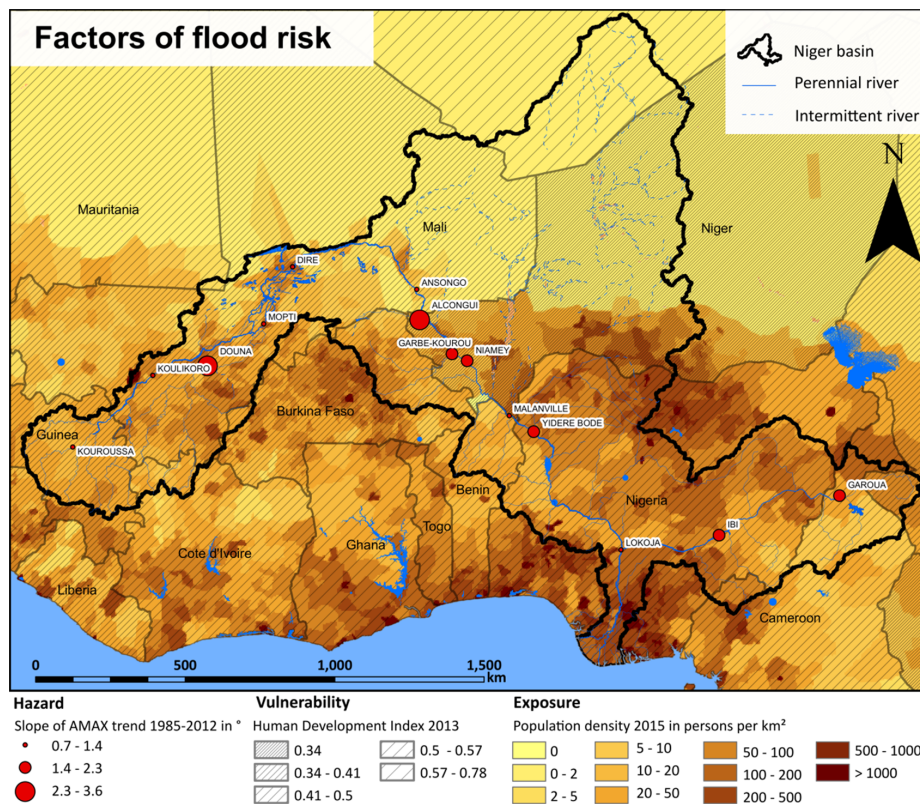 Factors of flood risk
Niger basin
Perennial river
Intermittent river
N
Mauritania
Mali
Niger
DIRE
ANSONGO
ALCONGUI
MOPTI
GARBE-KOUROU
NIAMEY
DOUNA
KOULIKORO
Burkina Faso
MALANVILLE
YIDERE BODE
Guinea
KOUROUSSA
Benin
Nigeria
GAROUA
Togo
IBI
Ghana
LOKOJA
Cote d'Ivoire
Liberia
Cameroon
0 500 1,000 1,500
km
Hazard
Slope of AMAX trend 1985-2012 in °
0.7 - 1.4
1.4 - 2.3
2.3 - 3.6
Vulnerability
Human Development Index 2013
0.34
0.34 - 0.41
0.41 - 0.5
0.5 - 0.57
0.57 - 0.78
Exposure
Population density 2015 in persons per km²
0
0 - 2
2 - 5
5 - 10
10 - 20
20 - 50
50 - 100
100 - 200
200 - 500
500 - 1000
> 1000